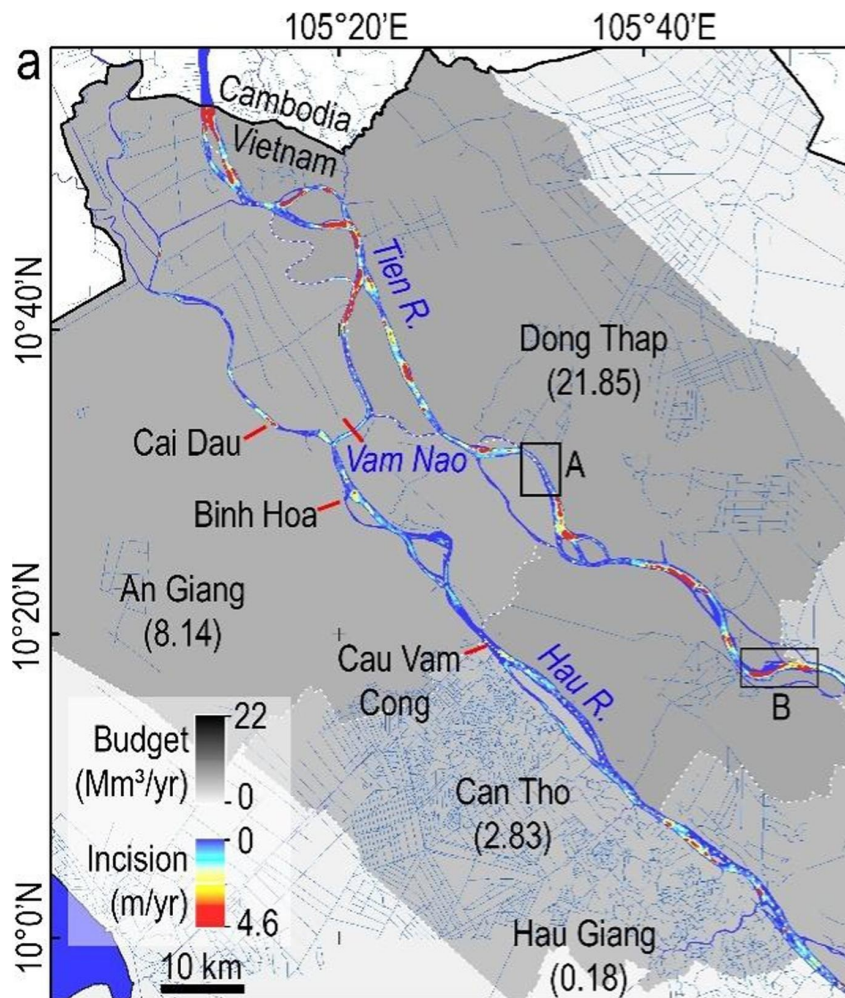 a
105°20'E
105°40'E
Cambodia
Vietnam
Tien R.
10°40'N
Dong Thap
(21.85)
Cai Dau
Vam Nao
A
Binh Hoa
An Giang
(8.14)
10°20'N
Cau Vam
Cong
Hau R.
B
Budget
(Mm³/yr)
22
0
Can Tho
(2.83)
Incision
(m/yr)
0
4.6
10°0'N
Hau Giang
(0.18)
10 km